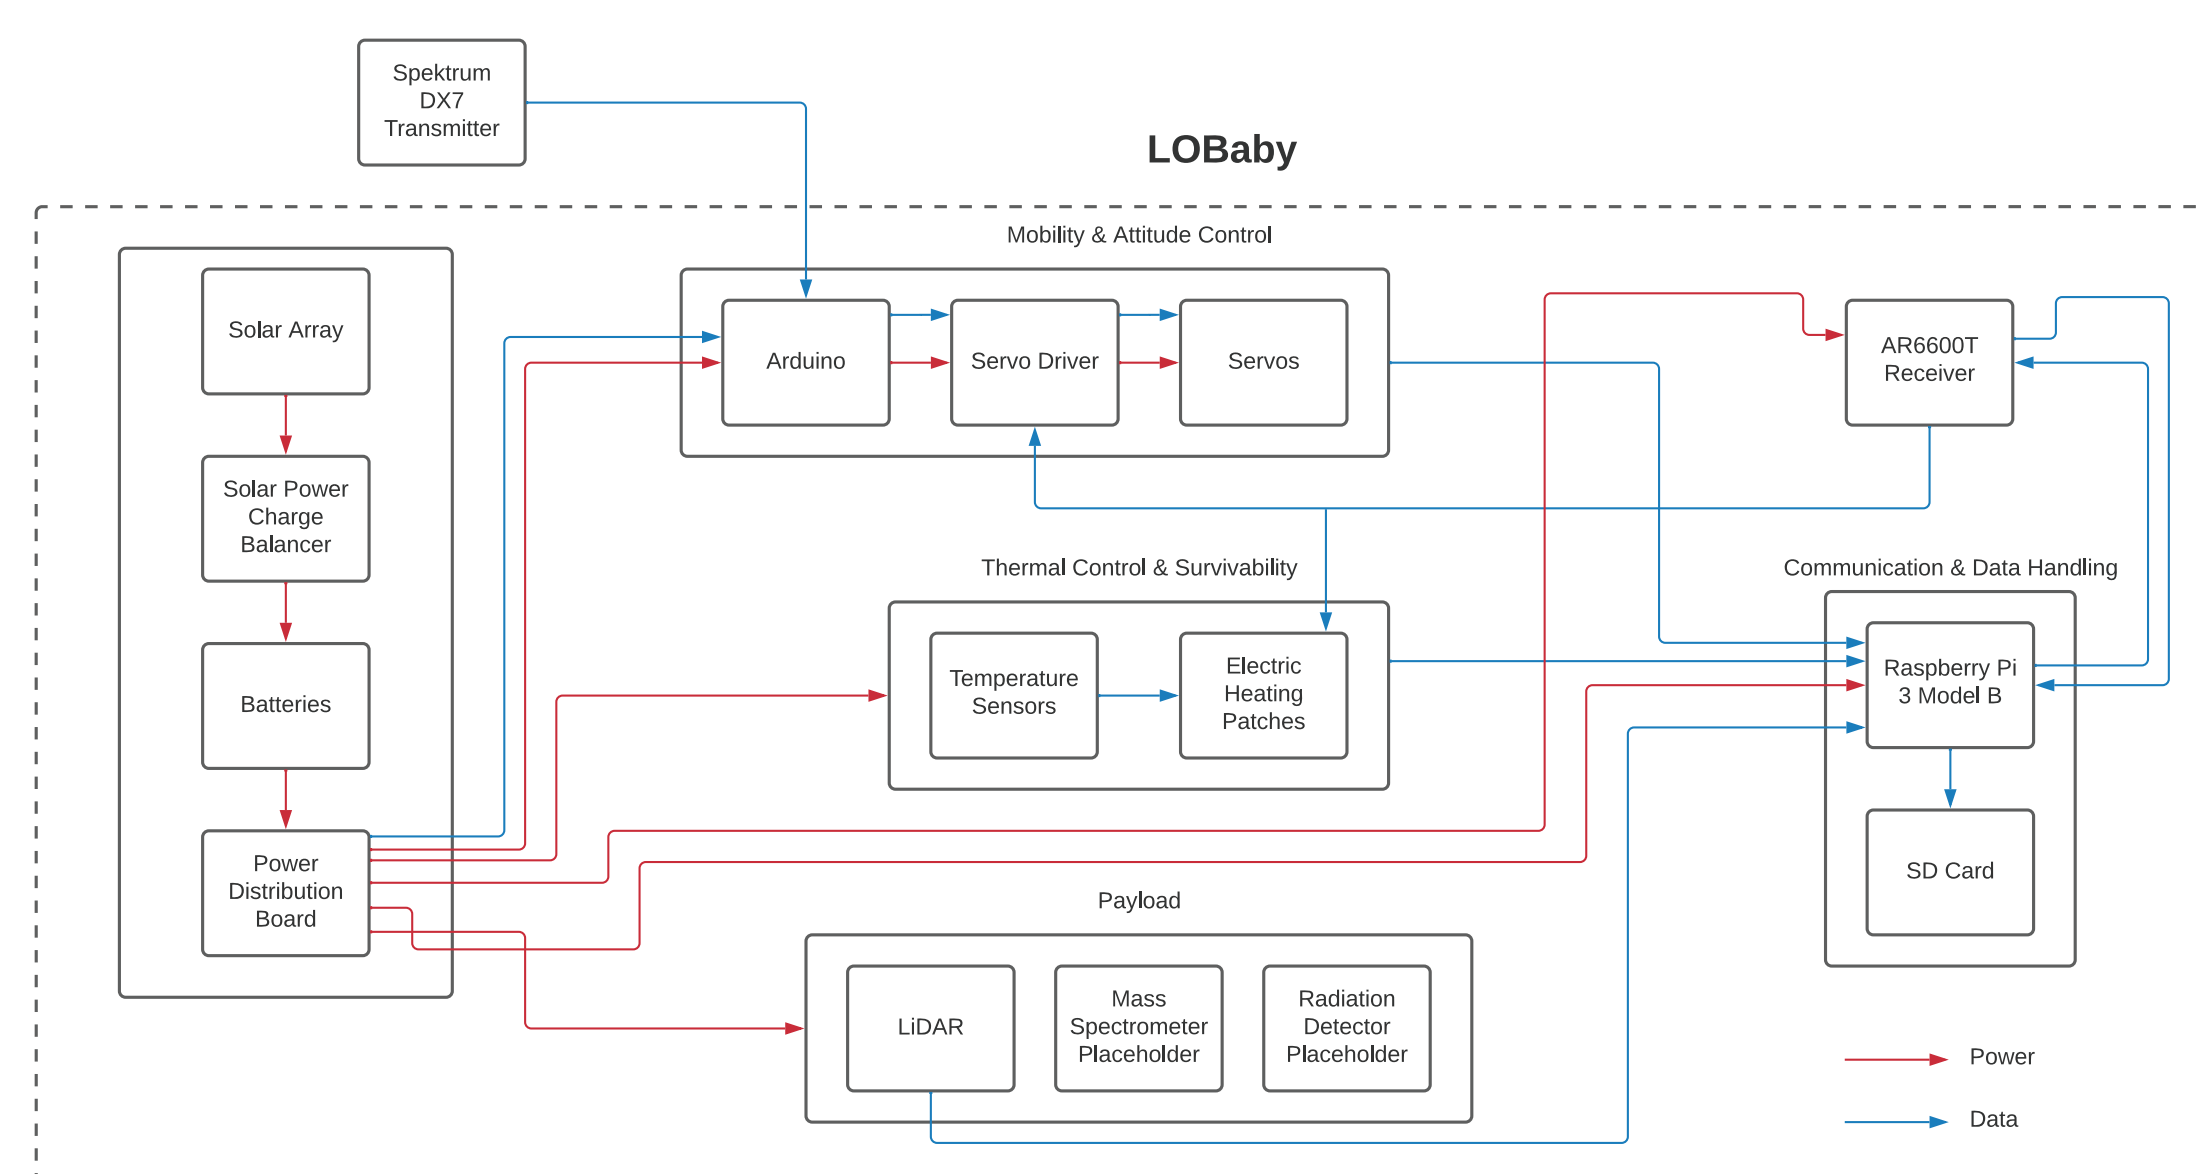 Spektrum
DX7
Transmitter
LOBaby
Mobility & Attitude Control
Solar Array
Arduino
Servo Driver
Servos
AR6600T
Receiver
Solar Power
Charge
Balancer
Thermal Control & Survivability
Communication & Data Handling
Batteries
Temperature
Sensors
Electric
Heating
Patches
Raspberry Pi
3 Model B
Power
Distribution
Board
SD Card
Payload
LiDAR
Mass
Spectrometer
Placeholder
Radiation
Detector
Placeholder
Power
Data